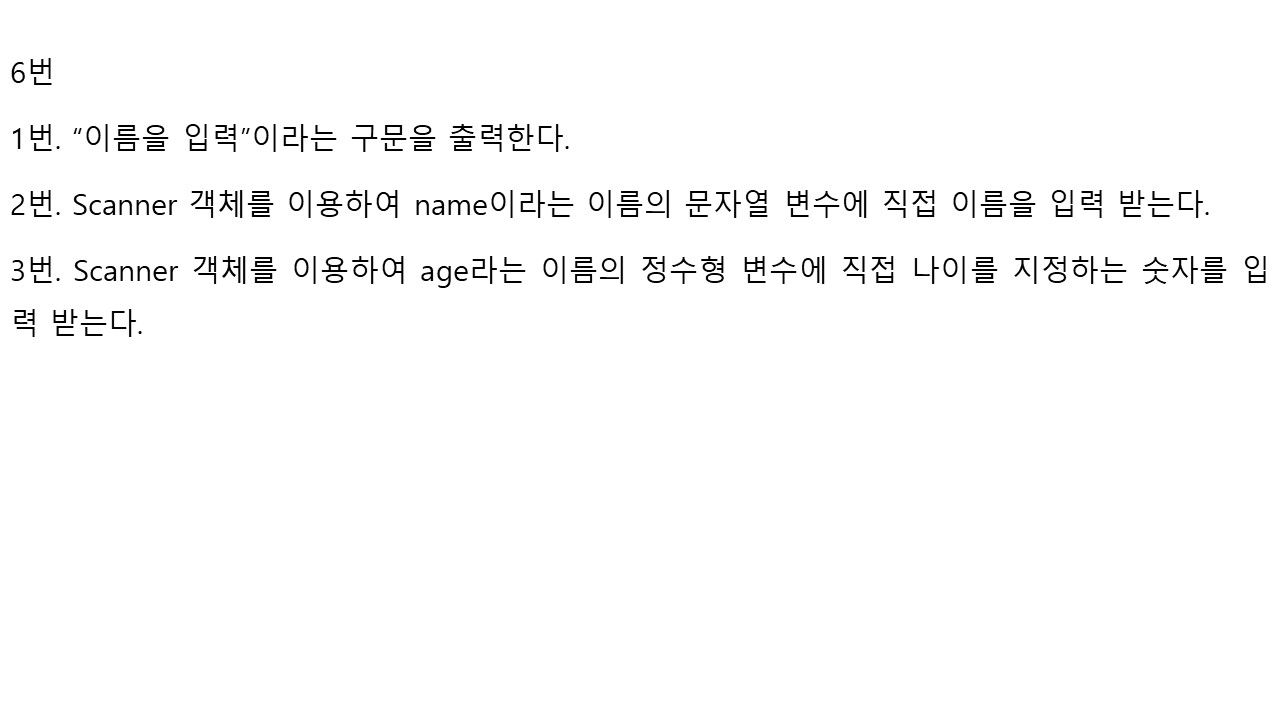 6번
1번. “이름을 입력”이라는 구문을 출력한다.
2번. Scanner 객체를 이용하여 name이라는 이름의 문자열 변수에 직접 이름을 입력 받는다.
3번. Scanner 객체를 이용하여 age라는 이름의 정수형 변수에 직접 나이를 지정하는 숫자를 입
력 받는다.